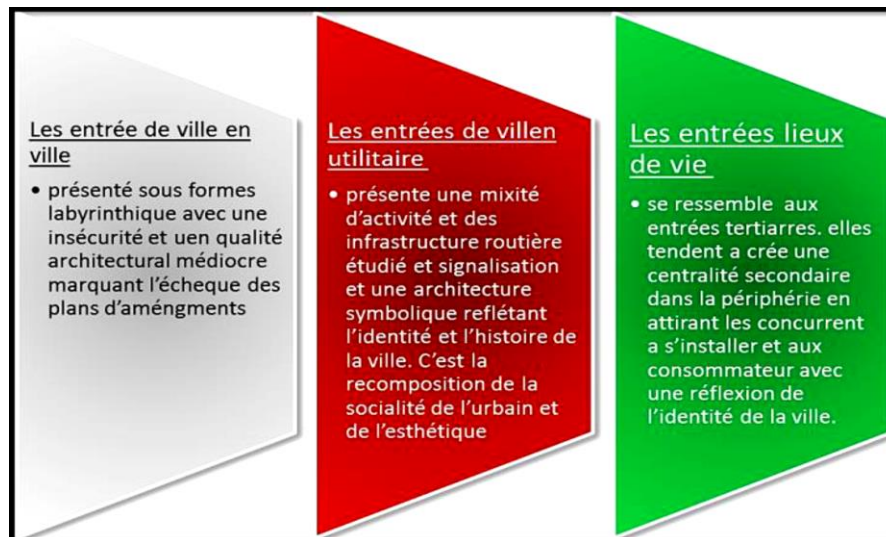 Les entrée de ville en
ville
• présenté sous formes
labyrinthique avec une
insécurité et uen qualité
architectural médiocre
marquant l'écheque des
plans d'améngments
Les entrées de villen
utilitaire
• présente une mixité
d'activité et des
infrastructure routière
étudié et signalisation
et une architecture
symbolique reflétant
l'identité et l'histoire de
la ville. C'est la
recomposition de la
socialité de l'urbain et
de l'esthétique
Les entrées lieux
de vie
• se ressemble aux
entrées tertiarres. elles
tendent a crée une
centralité secondaire
dans la périphérie en
attirant les concurrent
a s'installer et aux
consommateur avec
une réflexion de
l'identité de la ville.